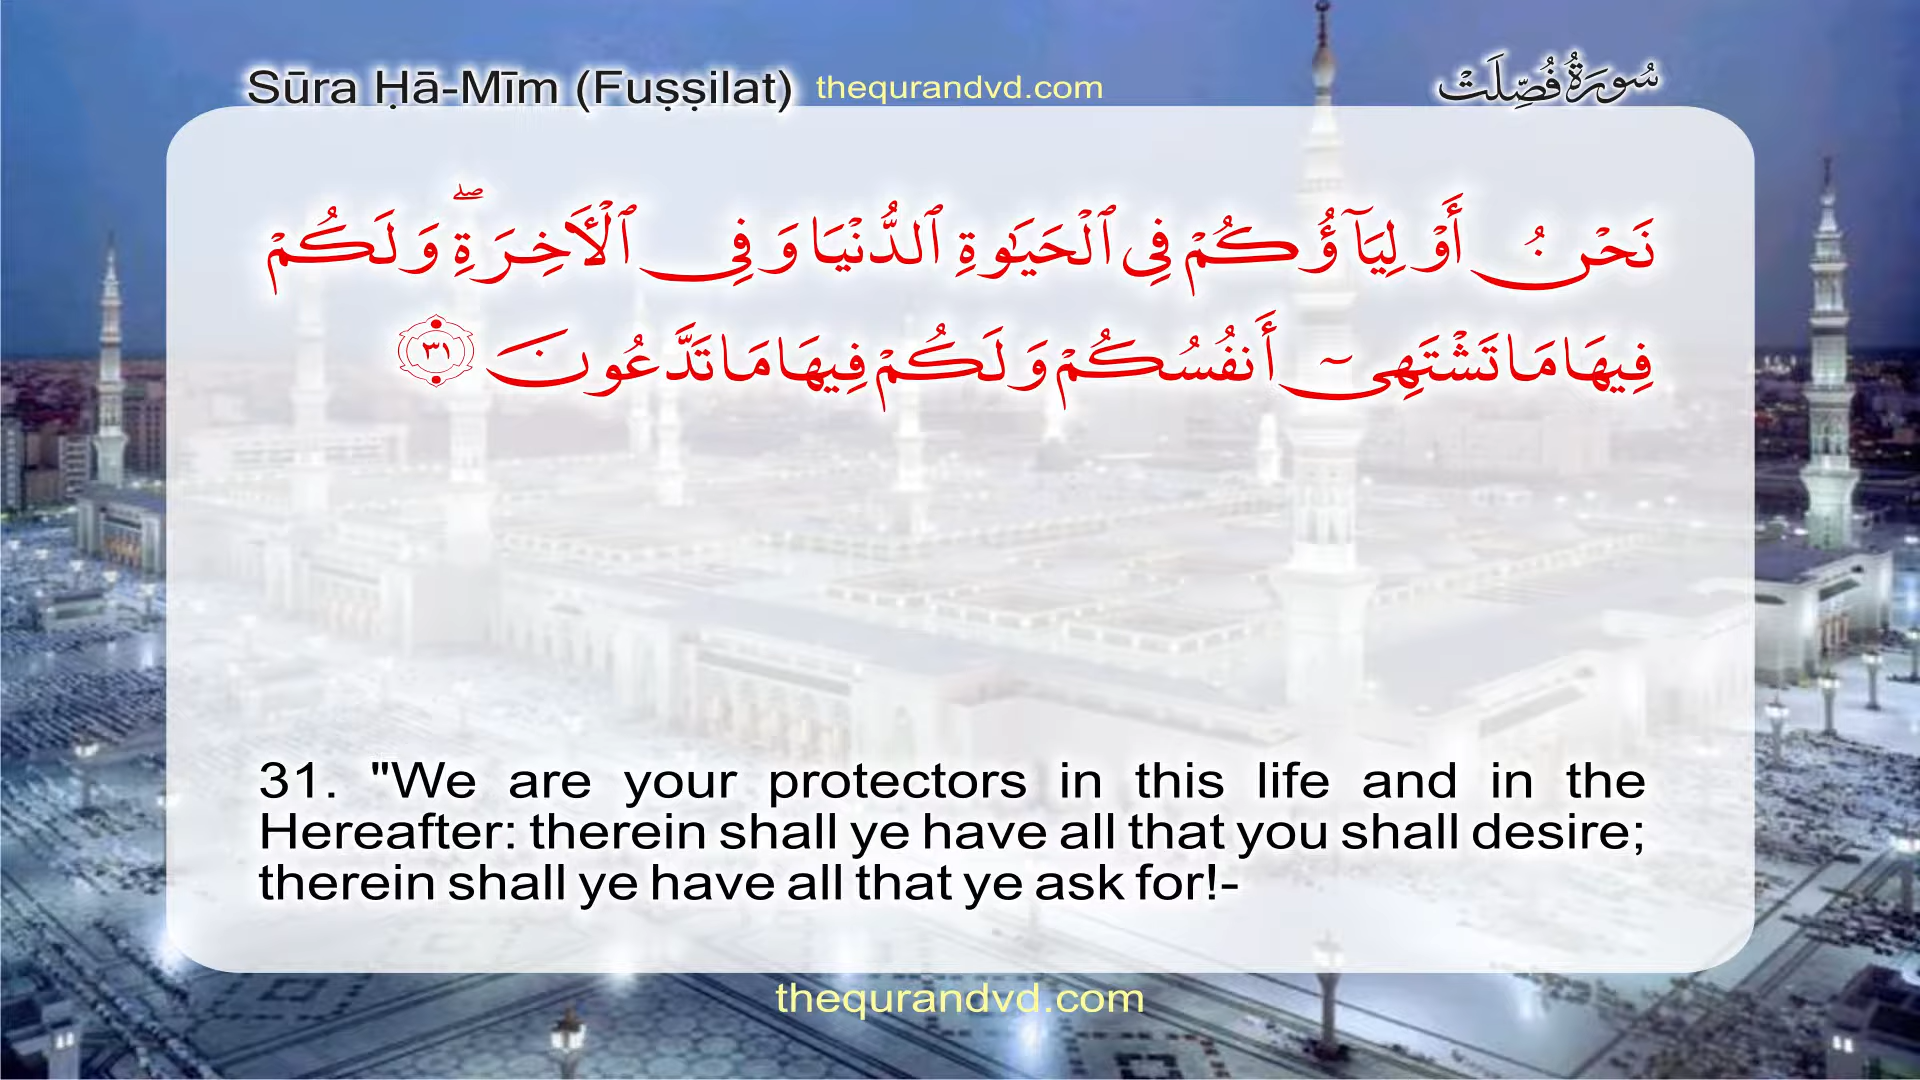 Sūra Ḥā-Mīm (Fuṣṣilat) thequrandvd.com سُورَةُ فُصِّلَتْ
نَحْنُ أَوْلِيَآؤُكُمْ فِى ٱلْحَيَوٰةِ ٱلدُّنْيَا وَفِى ٱلْأَخِرَةِ ۖ وَلَكُمْ
فِيهَا مَا تَشْتَهِىٓ أَنفُسُكُمْ وَلَكُمْ فِيهَا مَا تَدَّعُونَ ٣١
31. "We are your protectors in this life and in the
Hereafter: therein shall ye have all that you shall desire;
therein shall ye have all that ye ask for!-
thequrandvd.com